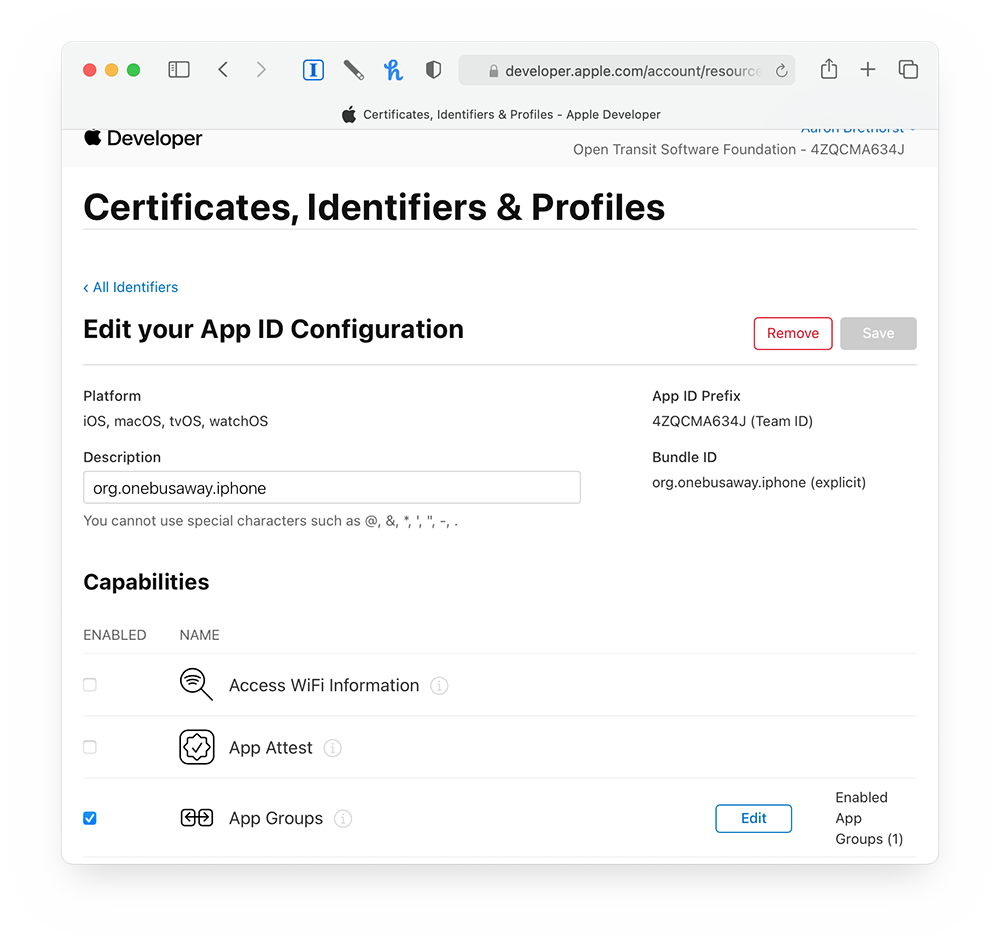 developer.apple.com/account/resource
Certificates, Identifiers & Profiles - Apple Developer
Developer
Aaron Brethorst
Open Transit Software Foundation - 4ZQCMA634J
Certificates, Identifiers & Profiles
‹ All Identifiers
Edit your App ID Configuration
Remove
Save
Platform
App ID Prefix
iOS, macOS, tvOS, watchOS
4ZQCMA634J (Team ID)
Description
Bundle ID
org.onebusaway.iphone
org.onebusaway.iphone (explicit)
You cannot use special characters such as @, &, *, ', ", -, .
Capabilities
ENABLED NAME
Access WiFi Information
App Attest
App Groups
Edit
Enabled
App
Groups (1)